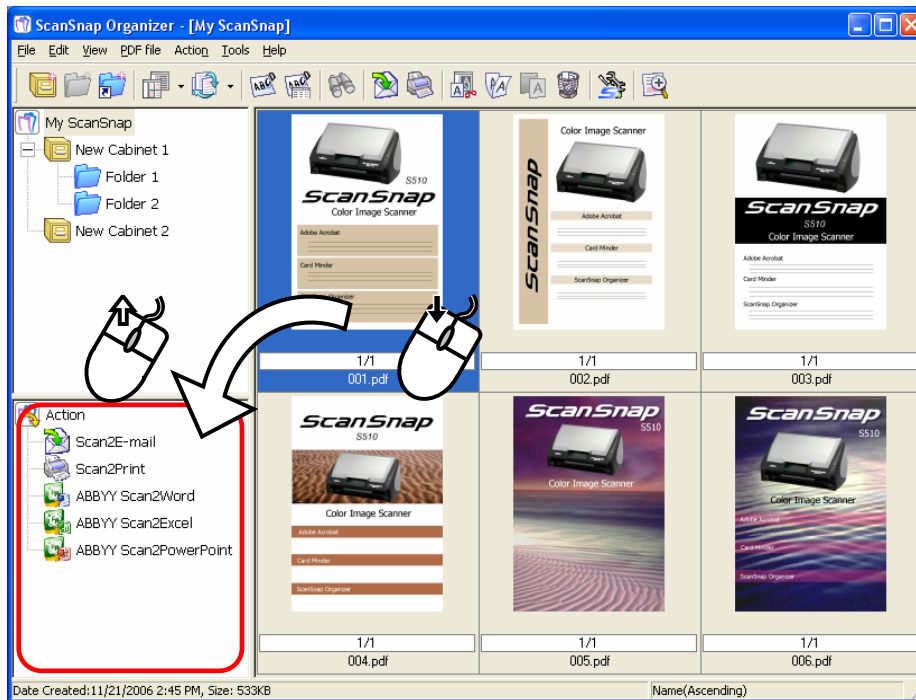 ScanSnap Organizer - [My ScanSnap]
File Edit View PDF file Action Tools Help
My ScanSnap
New Cabinet 1
Folder 1
Folder 2
New Cabinet 2
Action
Scan2E-mail
Scan2Print
ABBYY Scan2Word
ABBYY Scan2Excel
ABBYY Scan2PowerPoint
S510
ScanSnap
Color Image Scanner
Adobe Acrobat
Card Minder
1/1
001.pdf
Color Image Scanner
ScanSnap
Adobe Acrobat
Card Minder
ScanSnap Organizer
1/1
002.pdf
ScanSnap
S510
Color Image Scanner
Adobe Acrobat
Card Minder
ScanSnap Organizer
1/1
003.pdf
ScanSnap
S510
Color Image Scanner
Adobe Acrobat
Card Minder
ScanSnap Organizer
1/1
004.pdf
ScanSnap
S510
Color Image Scanner
1/1
005.pdf
ScanSnap
S510
Color Image Scanner
Adobe Acrobat
Card Minder
ScanSnap Organizer
1/1
006.pdf
Date Created:11/21/2006 2:45 PM, Size: 533KB
Name(Ascending)